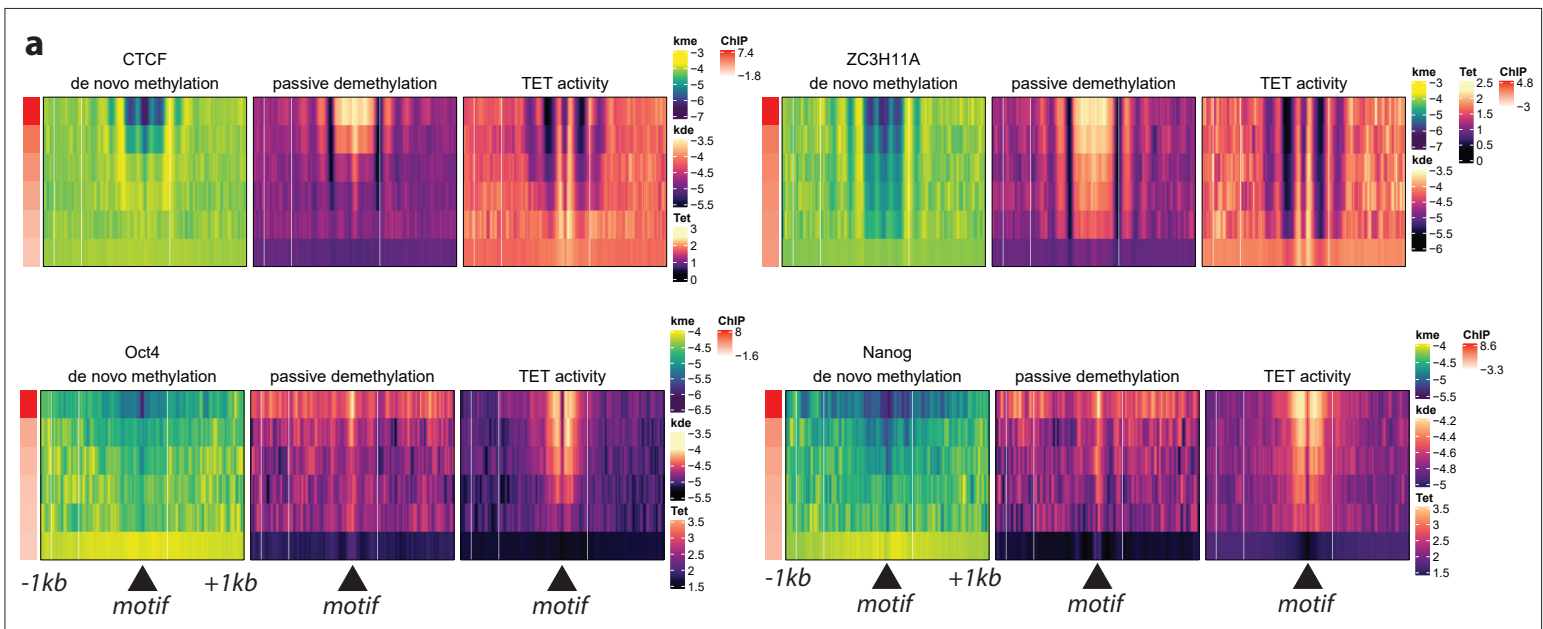 a
CTCF
de novo methylation passive demethylation TET activity
kme
−3
−4
−5
−6
−7
ChIP
7.4
−1.8
kde
−3.5
−4
−4.5
−5
−5.5
Tet
3
2
1
0
ZC3H11A
de novo methylation passive demethylation TET activity
kme
−3
−4
−5
−6
−7
Tet
2.5
2
1.5
1
0.5
0
ChIP
4.8
−3
kde
−3.5
−4
−4.5
−5
−5.5
−6
Oct4
de novo methylation passive demethylation TET activity
kme
−4
−4.5
−5
−5.5
−6
−6.5
ChIP
8
−1.6
kde
−3.5
−4
−4.5
−5
−5.5
Tet
3.5
3
2.5
2
1.5
-1kb +1kb
motif motif motif
Nanog
de novo methylation passive demethylation TET activity
kme
−4
−4.5
−5
−5.5
ChIP
8.6
−3.3
kde
−4.2
−4.4
−4.6
−4.8
−5
Tet
3.5
3
2.5
2
1.5
-1kb +1kb
motif motif motif